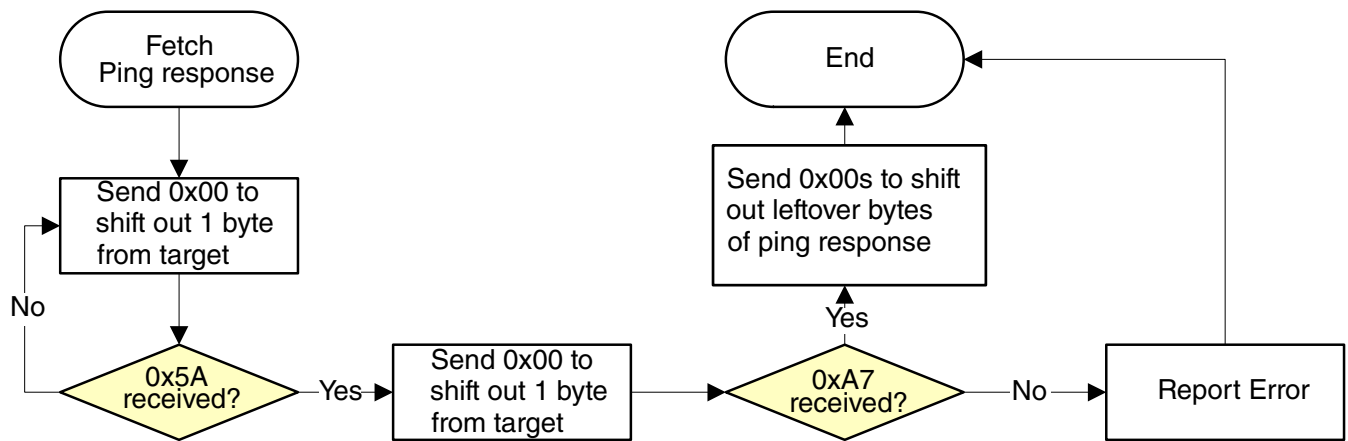 Fetch
Ping response
Send 0x00 to
shift out 1 byte
from target
No
0x5A
received?
Yes
Send 0x00 to
shift out 1 byte
from target
0xA7
received?
Yes
Send 0x00s to shift
out leftover bytes
of ping response
End
No
Report Error